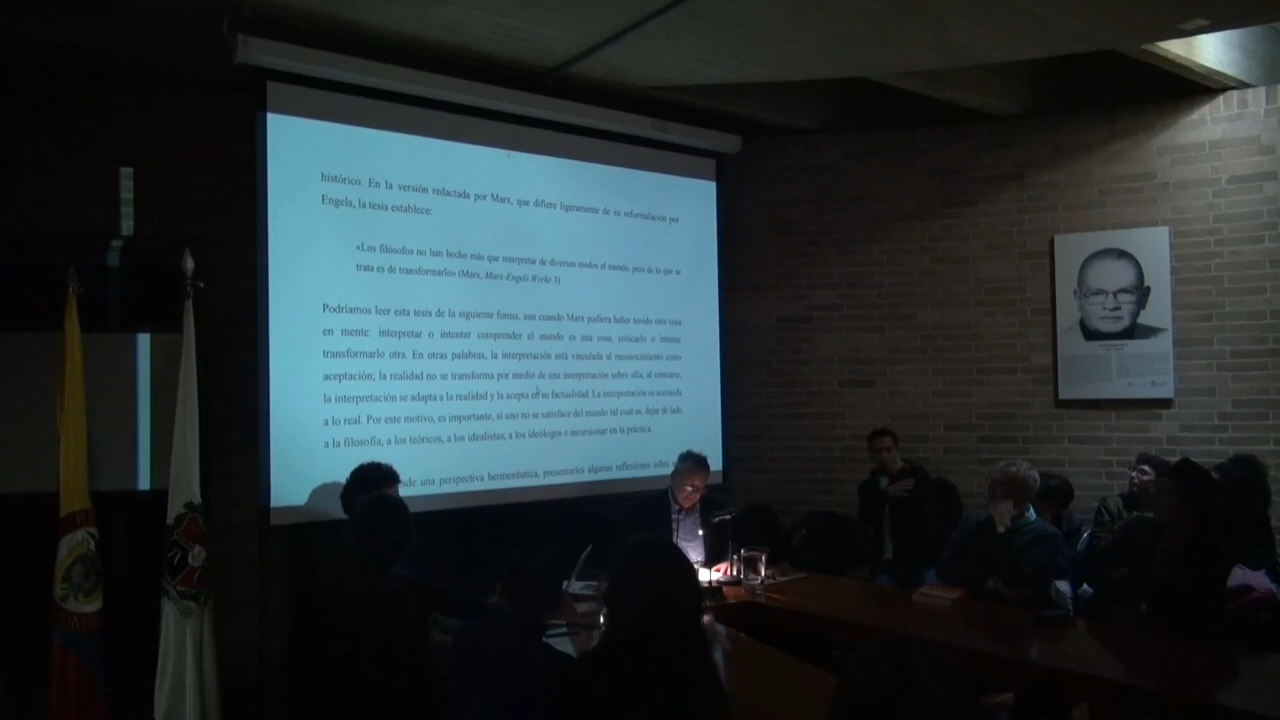 histórico. En la versión redactada por Marx, que difiere ligeramente de su reformulación por
Engels, la tesis establece:
«Los filósofos no han hecho más que interpretar de diversos modos el mundo, pero de lo que se
trata es de transformarlo» (Marx, Marx-Engels Werke 3)
Podríamos leer esta tesis de la siguiente forma, aun cuando Marx pudiera haber tenido otra cosa
en mente: interpretar o intentar comprender el mundo es una cosa, criticarlo o intentar
transformarlo otra. En otras palabras, la interpretación está vinculada al reconocimiento como
aceptación; la realidad no se transforma por medio de una interpretación sobre ella, al contrario,
la interpretación se adapta a la realidad y la acepta en su factualidad. La interpretación se acomoda
a lo real. Por este motivo, es importante, si uno no se satisface del mundo tal cual es, dejar de lado
a la filosofía, a los teóricos, a los idealistas, a los ideólogos e incursionar en la práctica.
una perspectiva hermenéutica, presentarles algunas reflexiones sobre